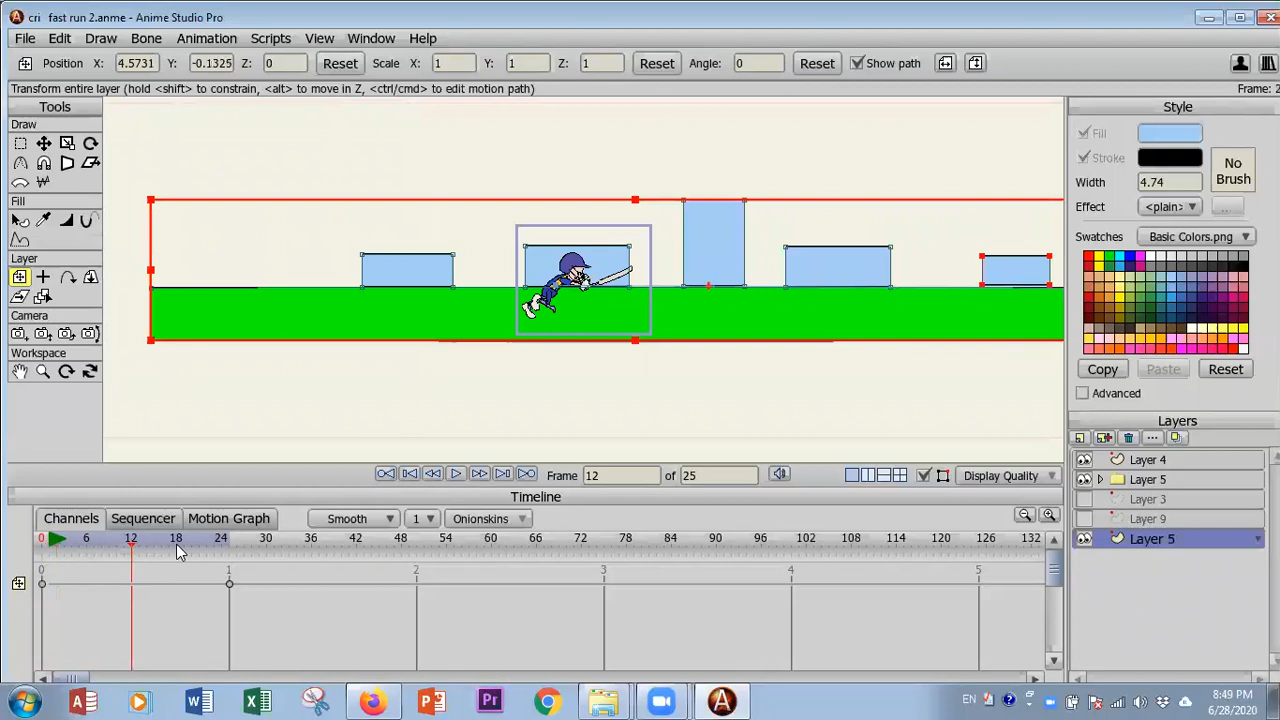 cri fast run 2.anme - Anime Studio Pro
File Edit Draw Bone Animation Scripts View Window Help
Position X: 4.5731 Y: -0.1325 Z: 0 Reset Scale X: 1 Y: 1 Z: 1 Reset Angle: 0 Reset Show path
Transform entire layer (hold <shift> to constrain, <alt> to move in Z, <ctrl/cmd> to edit motion path) Frame: 2
Tools
Draw
Fill
Layer
Camera
Workspace
Style
Fill
Stroke
No Brush
Width 4.74
Effect <plain> ...
Swatches Basic Colors.png
Copy Paste Reset
Advanced
Layers
Layer 4
Layer 5
Layer 3
Layer 9
Layer 5
Frame 12 of 25 Display Quality
Timeline
Channels Sequencer Motion Graph Smooth 1 Onionskins
0 6 12 18 24 30 36 42 48 54 60 66 72 78 84 90 96 102 108 114 120 126 132
0 1 2 3 4 5
EN 8:49 PM
6/28/2020